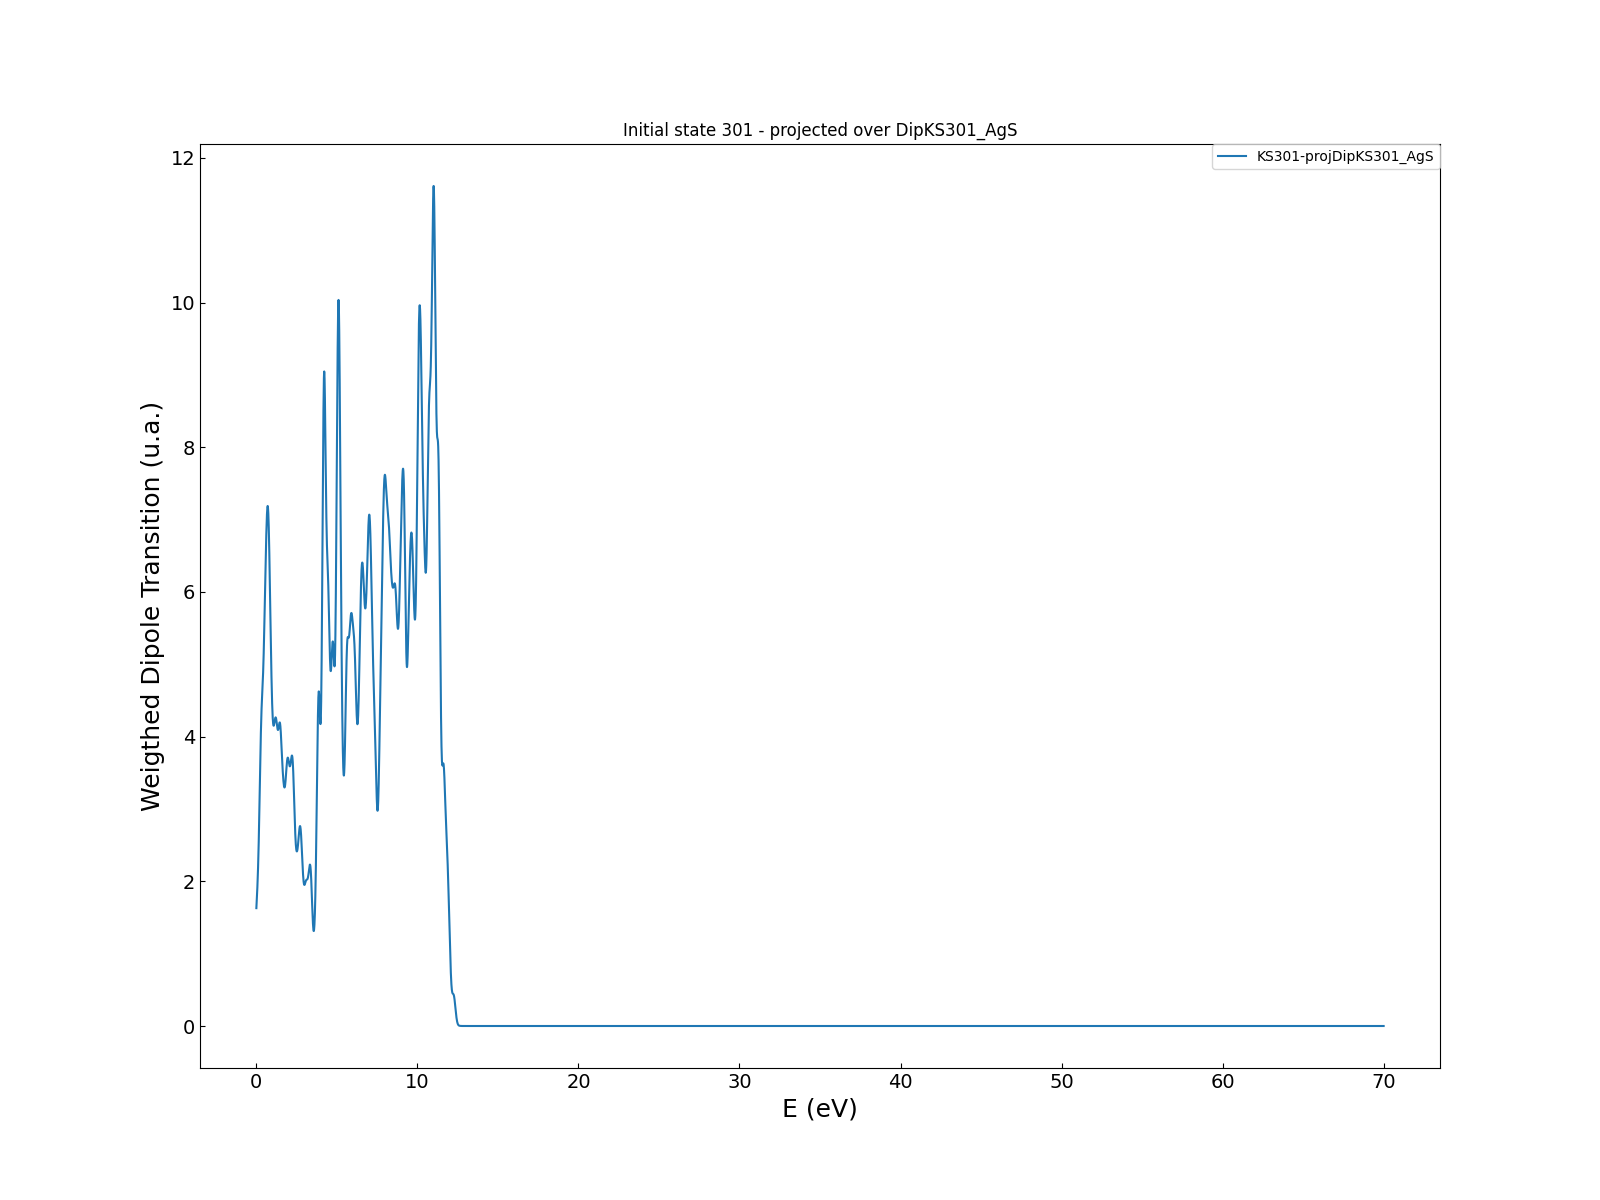 Initial state 301 - projected over DipKS301_AgS
KS301-projDipKS301_AgS
Weigthed Dipole Transition (u.a.)
12
10
8
6
4
2
0
0 10 20 30 40 50 60 70
E (eV)